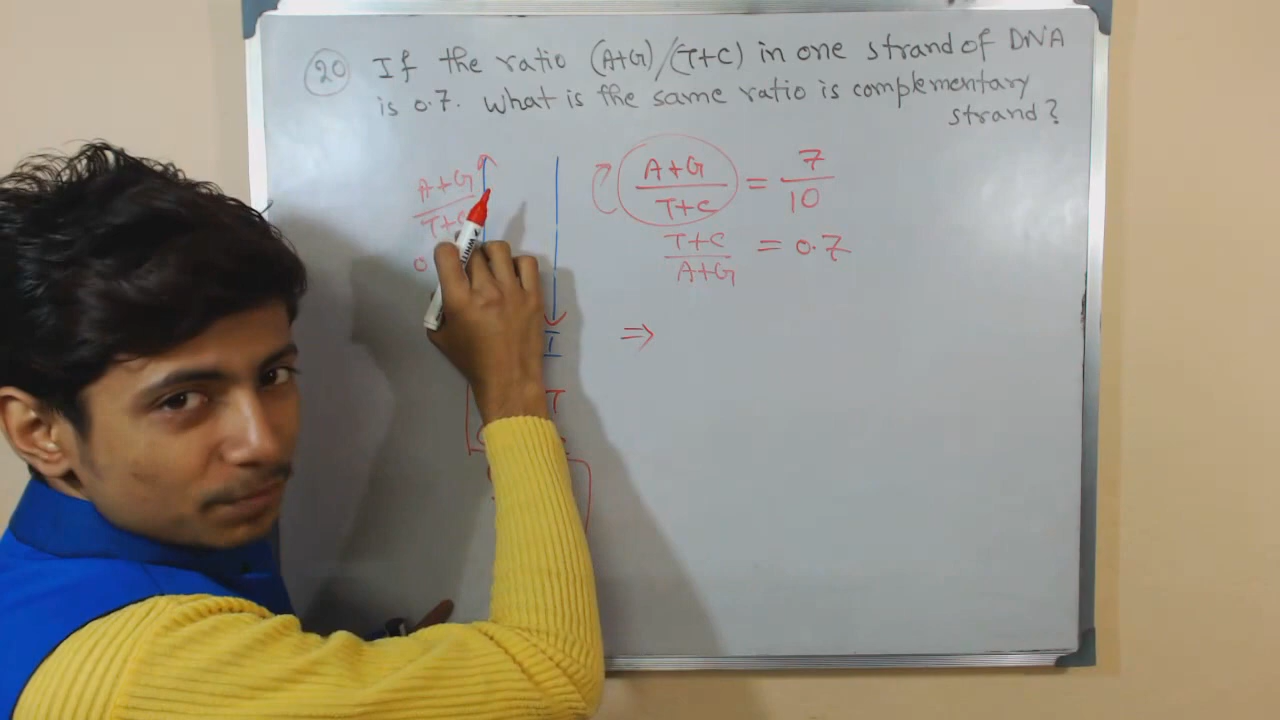 20 If the ratio (A+G)/(T+C) in one strand of DNA
is 0.7. What is the same ratio is complementary
strand?
A+G
T+C
0
A+G
T+C
= 7
10
T+C
A+G
= 0.7
⇒
I
T